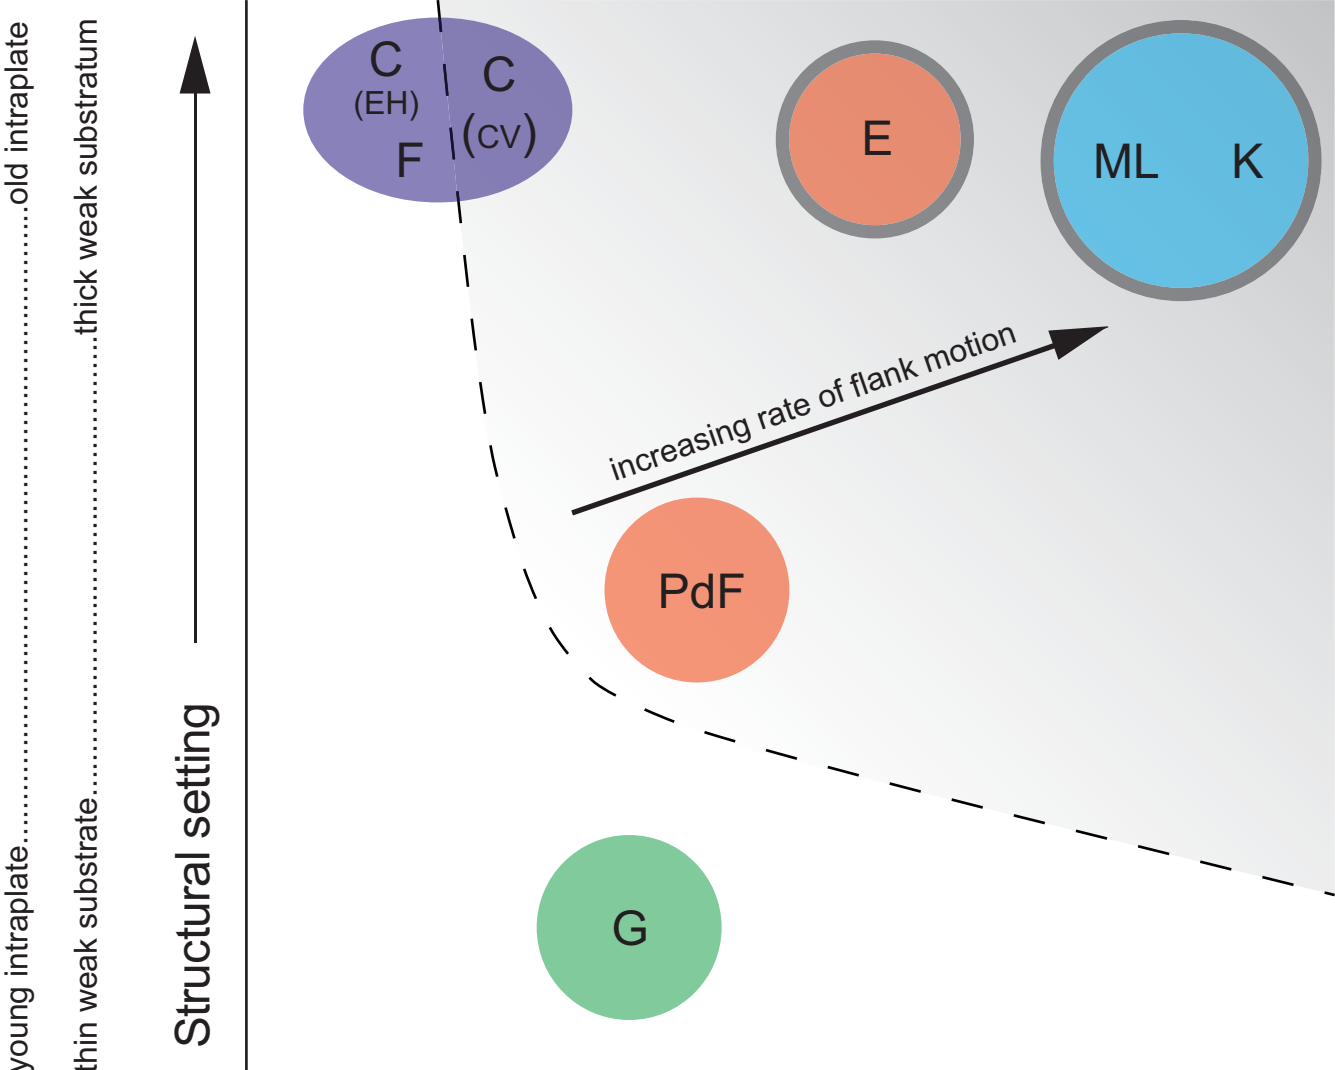 young intraplate...........................................................................old intraplate
thin weak substrate......................................................thick weak substratum
Structural setting
C
(EH)
F
C
(CV)
E
ML K
increasing rate of flank motion
PdF
G